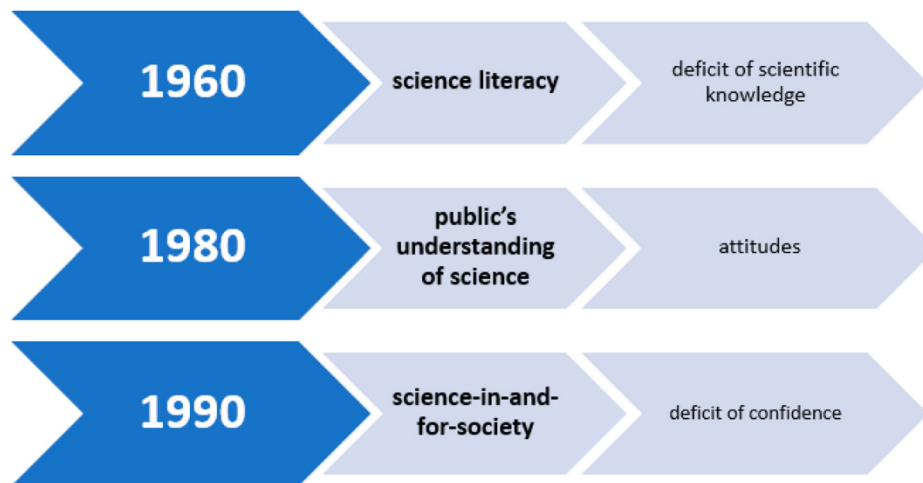 1960
science literacy
deficit of scientific
knowledge
1980
public's
understanding
of science
attitudes
1990
science-in-and-
for-society
deficit of confidence